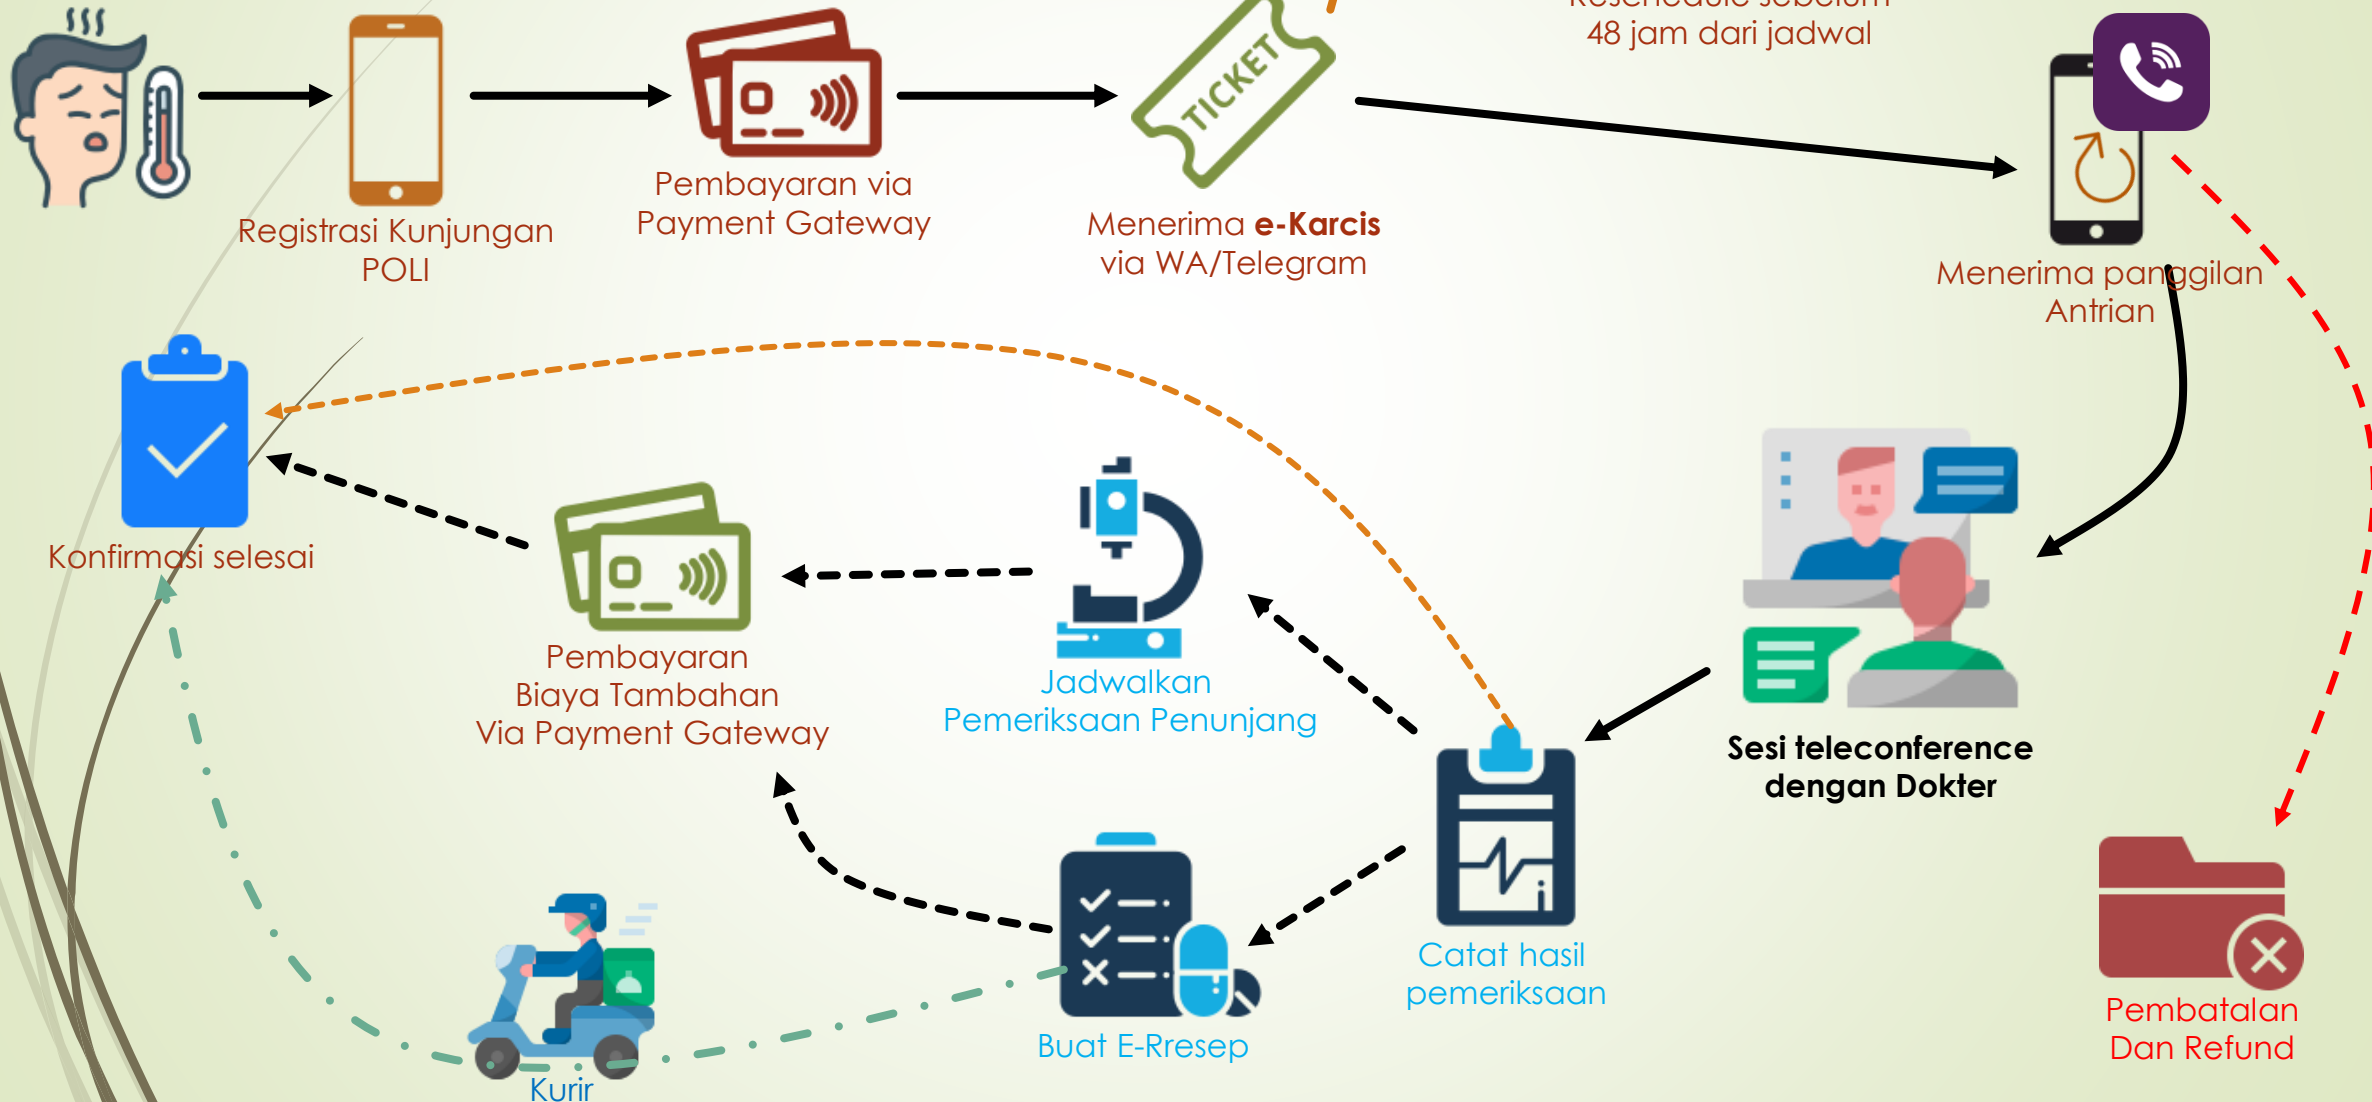 Reschedule sebelum
48 jam dari jadwal
TICKET
Pembayaran via
Payment Gateway
Registrasi Kunjungan
POLI
Menerima e-Karcis
via WA/Telegram
Menerima panggilan
Antrian
Konfirmasi selesai
Pembayaran
Biaya Tambahan
Via Payment Gateway
Jadwalkan
Pemeriksaan Penunjang
Sesi teleconference
dengan Dokter
Catat hasil
pemeriksaan
Buat E-Rresep
Kurir
Pembatalan
Dan Refund